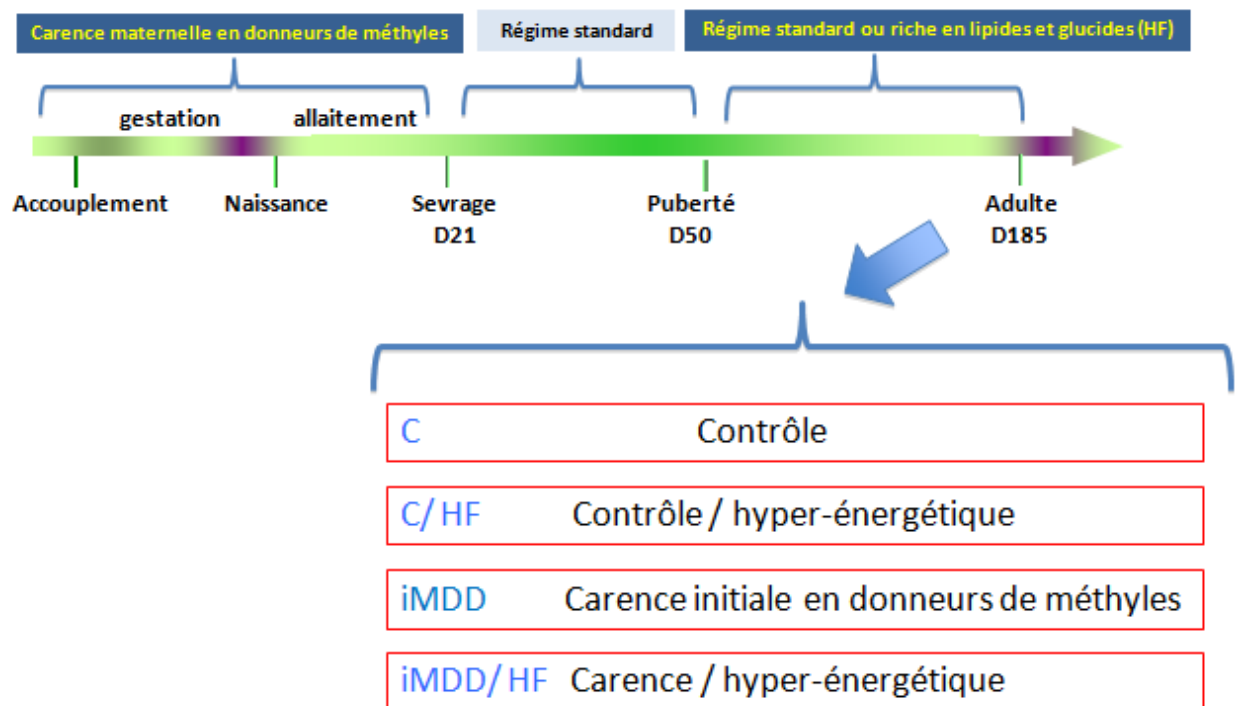 Carence maternelle en donneurs de méthyles
Régime standard
Régime standard ou riche en lipides et glucides (HF)
gestation allaitement
Accouplement Naissance Sevrage Puberté Adulte
D21 D50 D185
C Contrôle
C/ HF Contrôle / hyper-énergétique
iMDD Carence initiale en donneurs de méthyles
iMDD/ HF Carence / hyper-énergétique